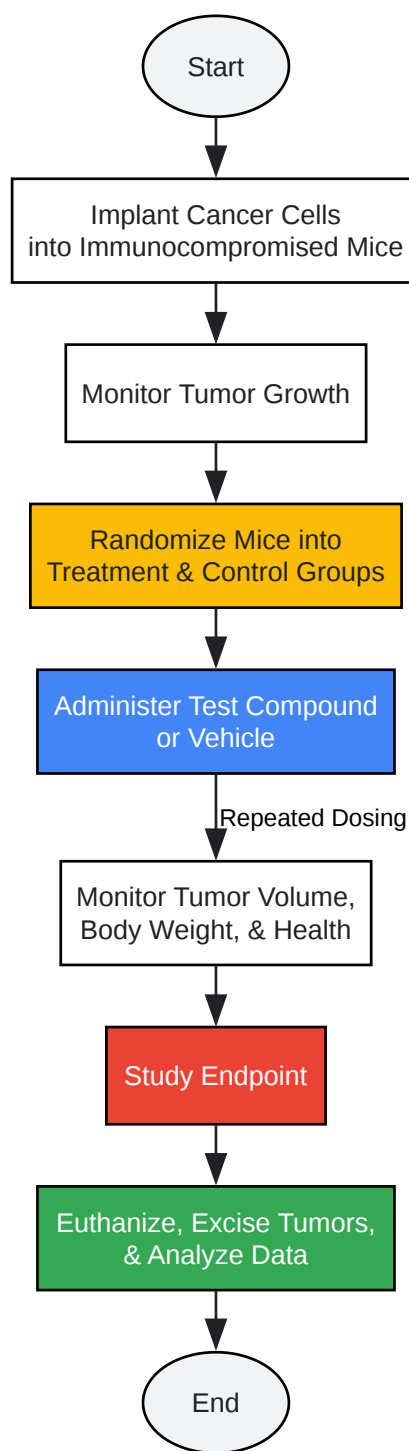 Start
Implant Cancer Cells
into Immunocompromised Mice
Monitor Tumor Growth
Randomize Mice into
Treatment & Control Groups
Administer Test Compound
or Vehicle
Repeated Dosing
Monitor Tumor Volume,
Body Weight, & Health
Study Endpoint
Euthanize, Excise Tumors,
& Analyze Data
End